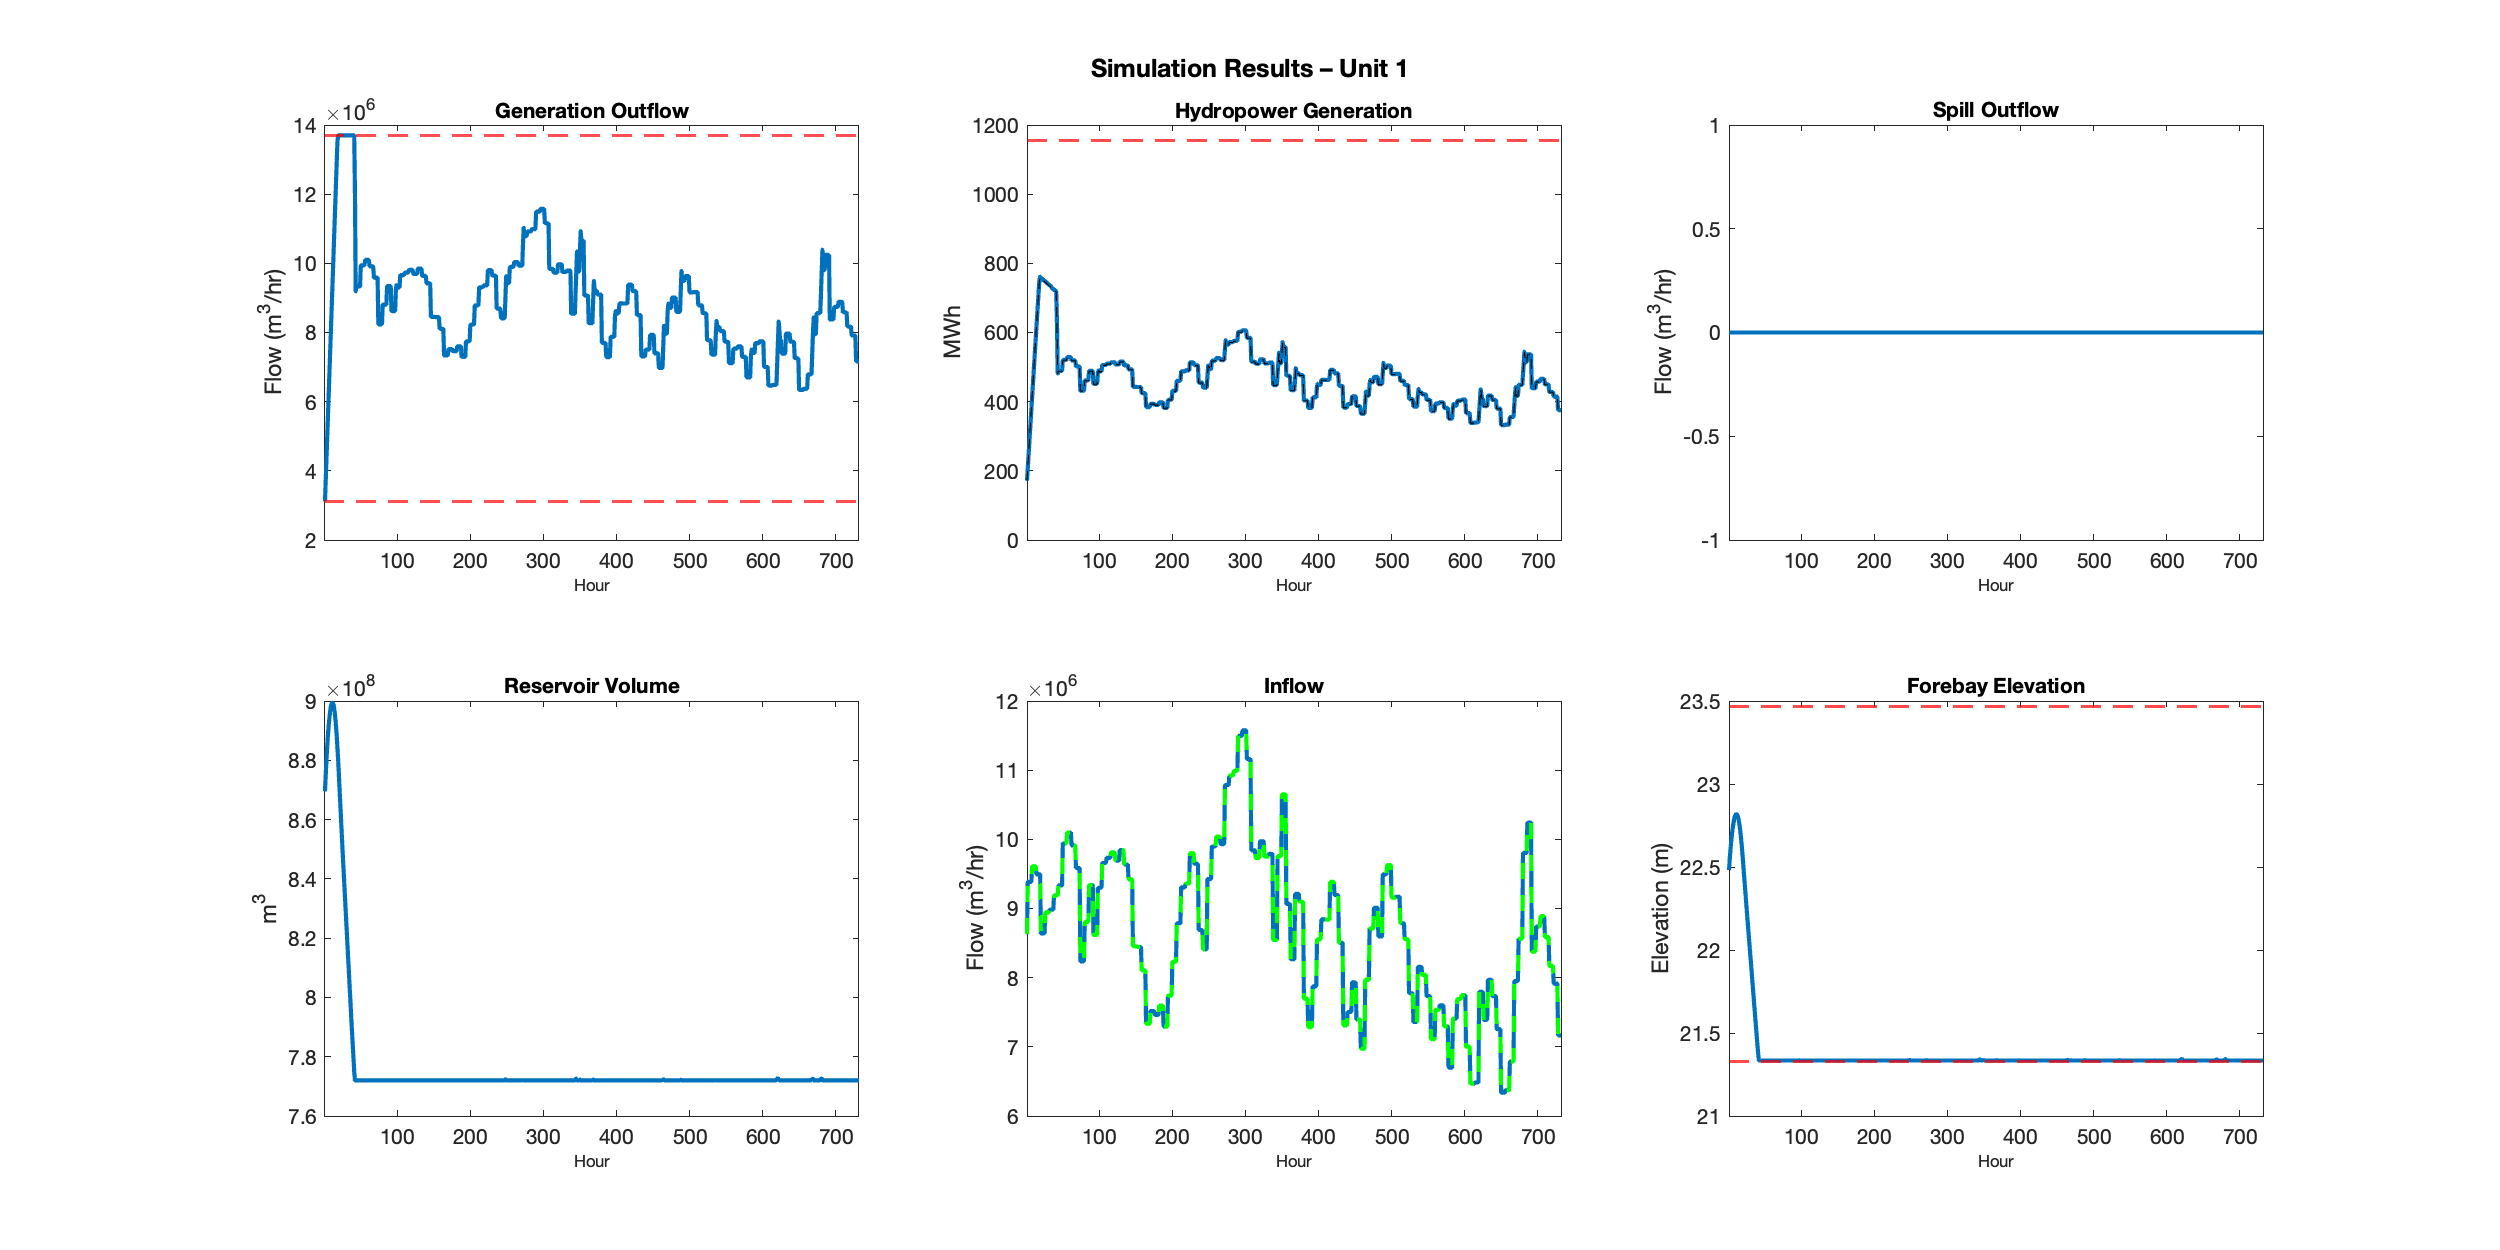 Simulation Results – Unit 1
Generation Outflow
×10^6
14
12
10
8
6
4
2
Flow (m^3/hr)
100 200 300 400 500 600 700
Hour
Hydropower Generation
1200
1000
800
600
400
200
0
MWh
100 200 300 400 500 600 700
Hour
Spill Outflow
1
0.5
0
-0.5
-1
Flow (m^3/hr)
100 200 300 400 500 600 700
Hour
Reservoir Volume
×10^8
9
8.8
8.6
8.4
8.2
8
7.8
7.6
m^3
100 200 300 400 500 600 700
Hour
Inflow
×10^6
12
11
10
9
8
7
6
Flow (m^3/hr)
100 200 300 400 500 600 700
Hour
Forebay Elevation
23.5
23
22.5
22
21.5
21
Elevation (m)
100 200 300 400 500 600 700
Hour